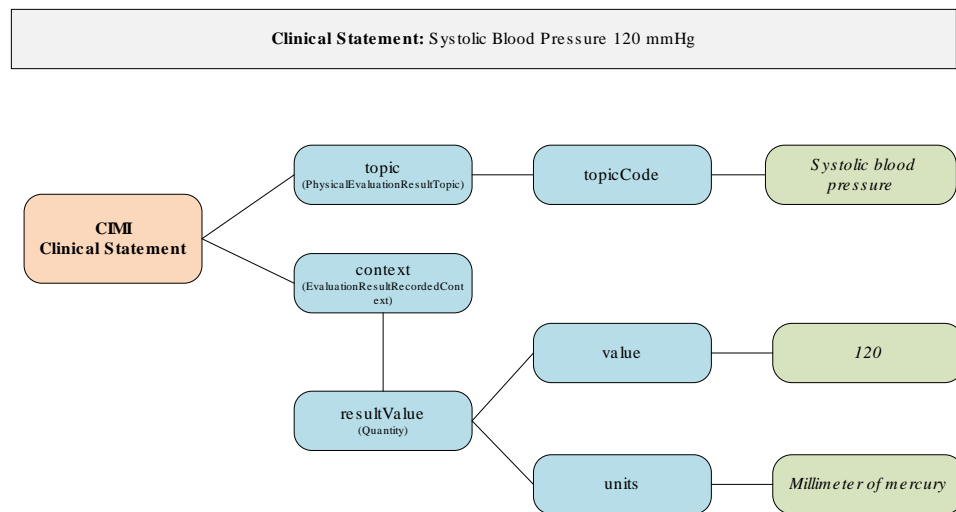 Clinical Statement: Systolic Blood Pressure 120 mmHg
topic
(PhysicalEvaluationResultTopic)
topicCode
Systolic blood
pressure
CIMI
Clinical Statement
context
(EvaluationResultRecordedCont
ext)
value
120
resultValue
(Quantity)
units
Millimeter of mercury